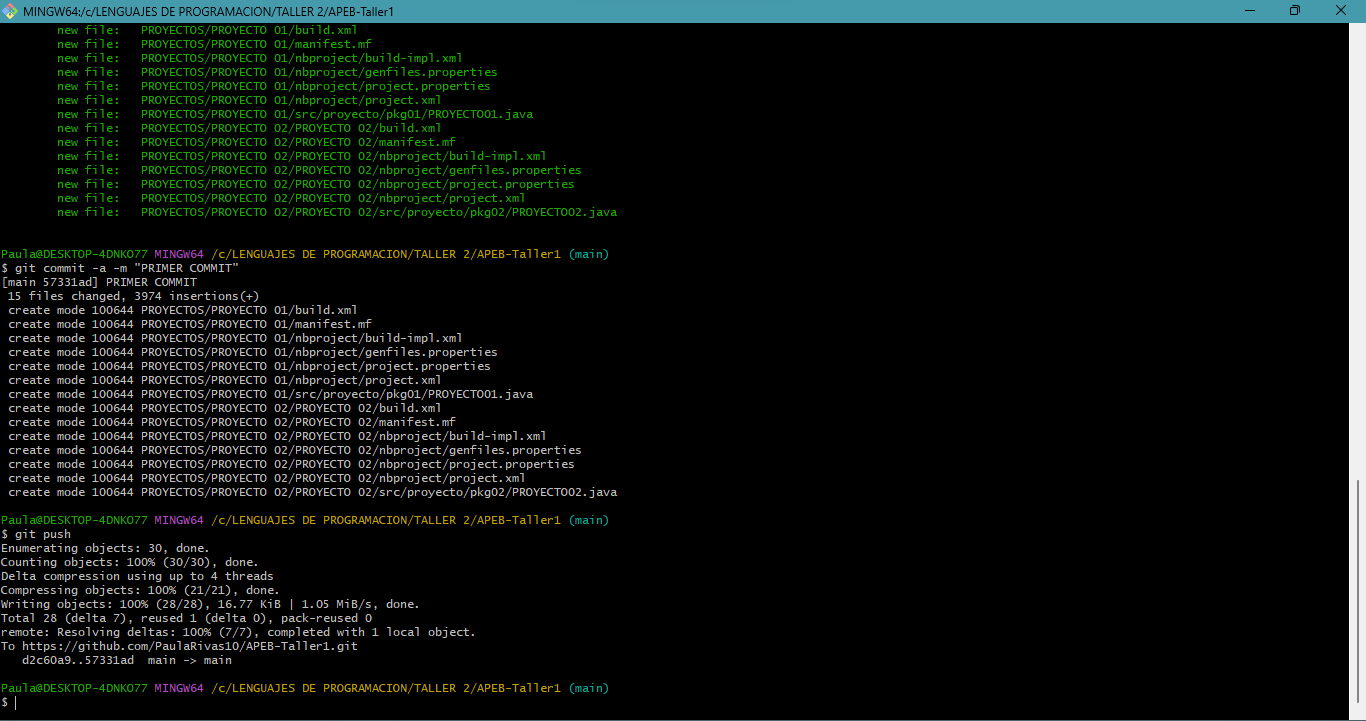 MINGW64:/c/LENGUAJES DE PROGRAMACION/TALLER 2/APEB-Taller1
new file:   PROYECTOS/PROYECTO 01/build.xml
new file:   PROYECTOS/PROYECTO 01/manifest.mf
new file:   PROYECTOS/PROYECTO 01/nbproject/build-impl.xml
new file:   PROYECTOS/PROYECTO 01/nbproject/genfiles.properties
new file:   PROYECTOS/PROYECTO 01/nbproject/project.properties
new file:   PROYECTOS/PROYECTO 01/nbproject/project.xml
new file:   PROYECTOS/PROYECTO 01/src/proyecto/pkg01/PROYECTO01.java
new file:   PROYECTOS/PROYECTO 02/PROYECTO 02/build.xml
new file:   PROYECTOS/PROYECTO 02/PROYECTO 02/manifest.mf
new file:   PROYECTOS/PROYECTO 02/PROYECTO 02/nbproject/build-impl.xml
new file:   PROYECTOS/PROYECTO 02/PROYECTO 02/nbproject/genfiles.properties
new file:   PROYECTOS/PROYECTO 02/PROYECTO 02/nbproject/project.properties
new file:   PROYECTOS/PROYECTO 02/PROYECTO 02/nbproject/project.xml
new file:   PROYECTOS/PROYECTO 02/PROYECTO 02/src/proyecto/pkg02/PROYECTO02.java
Paula@DESKTOP-4DNKO77 MINGW64 /c/LENGUAJES DE PROGRAMACION/TALLER 2/APEB-Taller1 (main)
$ git commit -a -m "PRIMER COMMIT"
[main 57331ad] PRIMER COMMIT
15 files changed, 3974 insertions(+)
create mode 100644 PROYECTOS/PROYECTO 01/build.xml
create mode 100644 PROYECTOS/PROYECTO 01/manifest.mf
create mode 100644 PROYECTOS/PROYECTO 01/nbproject/build-impl.xml
create mode 100644 PROYECTOS/PROYECTO 01/nbproject/genfiles.properties
create mode 100644 PROYECTOS/PROYECTO 01/nbproject/project.properties
create mode 100644 PROYECTOS/PROYECTO 01/nbproject/project.xml
create mode 100644 PROYECTOS/PROYECTO 01/src/proyecto/pkg01/PROYECTO01.java
create mode 100644 PROYECTOS/PROYECTO 02/PROYECTO 02/build.xml
create mode 100644 PROYECTOS/PROYECTO 02/PROYECTO 02/manifest.mf
create mode 100644 PROYECTOS/PROYECTO 02/PROYECTO 02/nbproject/build-impl.xml
create mode 100644 PROYECTOS/PROYECTO 02/PROYECTO 02/nbproject/genfiles.properties
create mode 100644 PROYECTOS/PROYECTO 02/PROYECTO 02/nbproject/project.properties
create mode 100644 PROYECTOS/PROYECTO 02/PROYECTO 02/nbproject/project.xml
create mode 100644 PROYECTOS/PROYECTO 02/PROYECTO 02/src/proyecto/pkg02/PROYECTO02.java
Paula@DESKTOP-4DNKO77 MINGW64 /c/LENGUAJES DE PROGRAMACION/TALLER 2/APEB-Taller1 (main)
$ git push
Enumerating objects: 30, done.
Counting objects: 100% (30/30), done.
Delta compression using up to 4 threads
Compressing objects: 100% (21/21), done.
Writing objects: 100% (28/28), 16.77 KiB | 1.05 MiB/s, done.
Total 28 (delta 7), reused 1 (delta 0), pack-reused 0
remote: Resolving deltas: 100% (7/7), completed with 1 local object.
To https://github.com/PaulaRivas10/APEB-Taller1.git
d2c60a9..57331ad  main -> main
Paula@DESKTOP-4DNKO77 MINGW64 /c/LENGUAJES DE PROGRAMACION/TALLER 2/APEB-Taller1 (main)
$